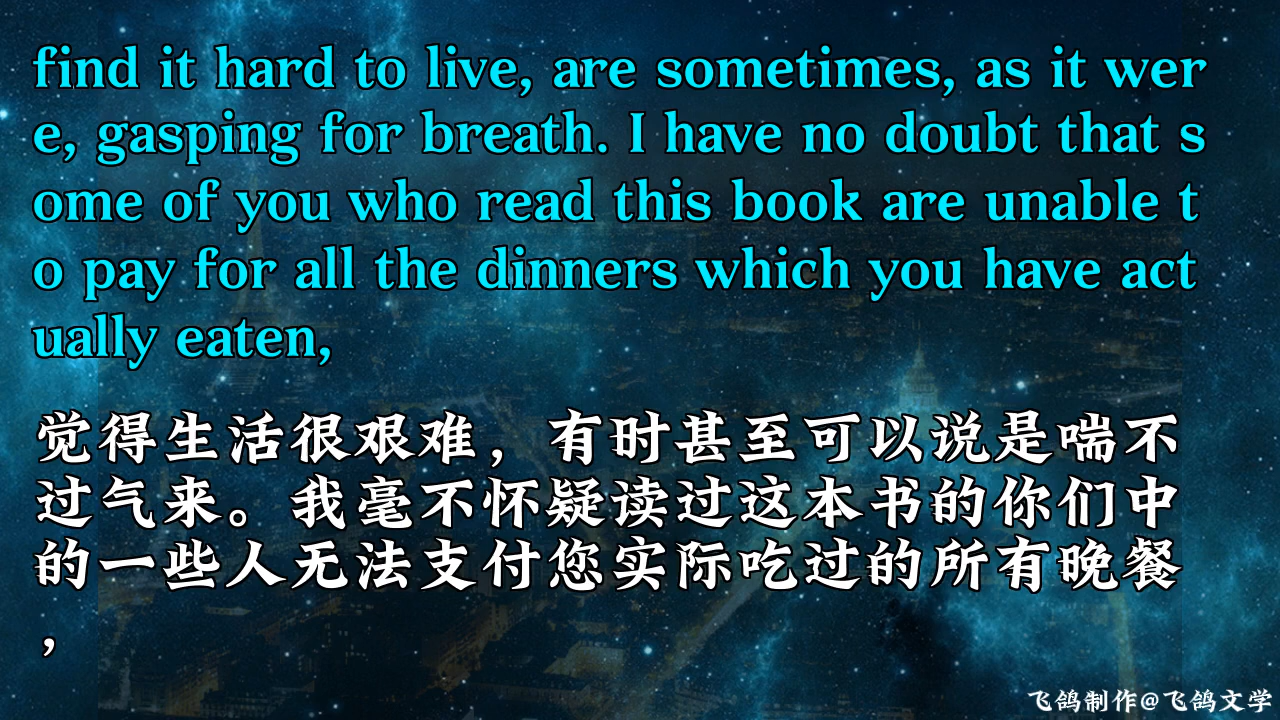 find it hard to live, are sometimes, as it wer
e, gasping for breath. I have no doubt that s
ome of you who read this book are unable t
o pay for all the dinners which you have act
ually eaten,
觉得生活很艰难，有时甚至可以说是喘不
过气来。我毫不怀疑读过这本书的你们中
的一些人无法支付您实际吃过的所有晚餐
，
飞鸽制作@飞鸽文学